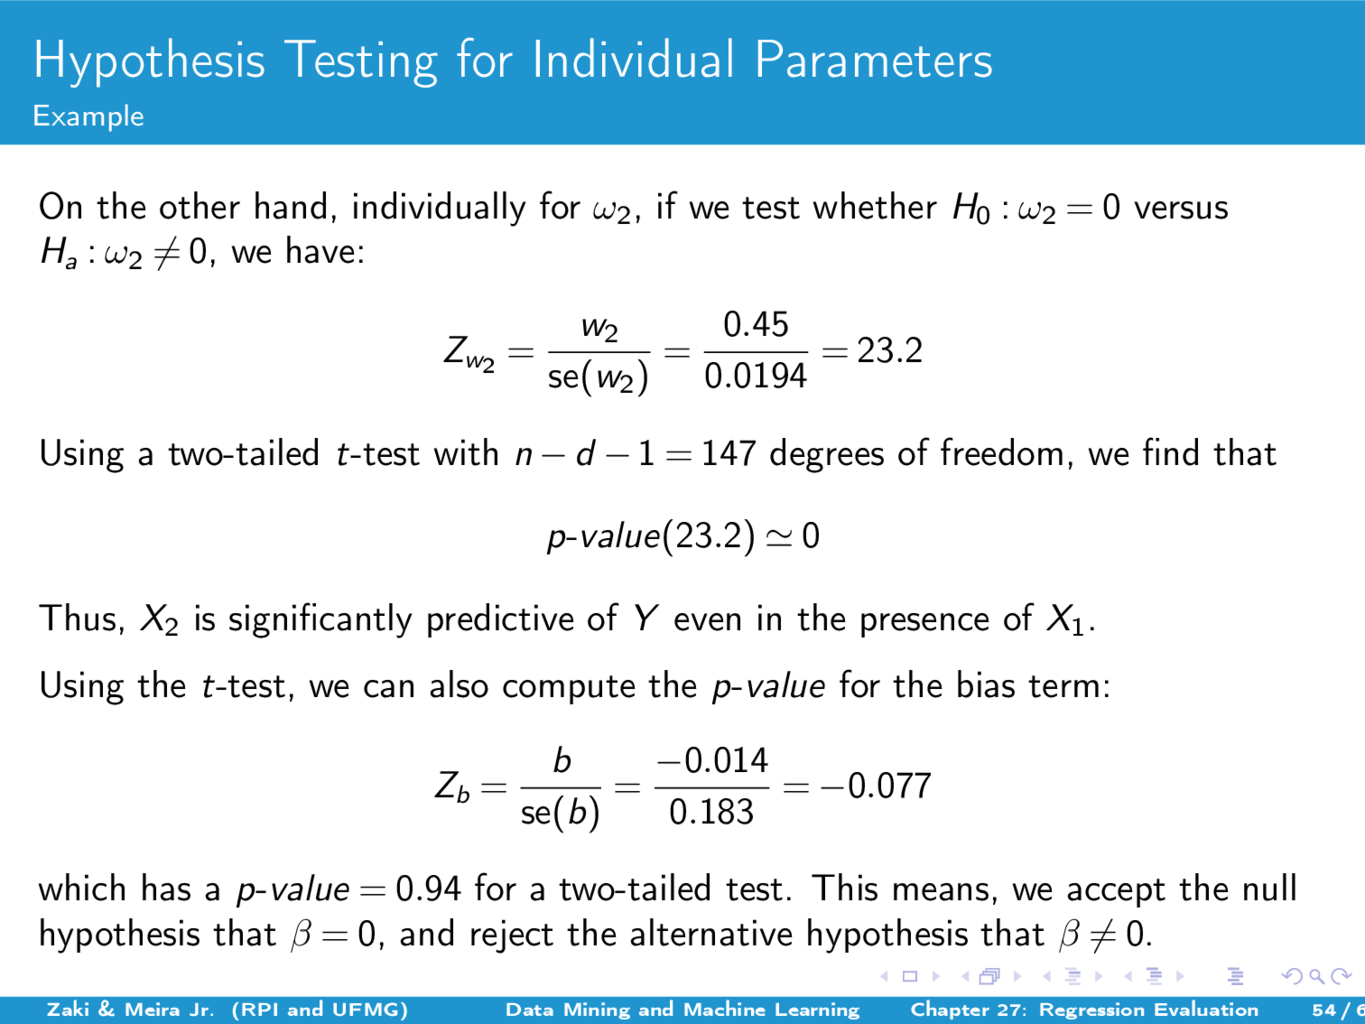 Hypothesis Testing for Individual Parameters
Example
On the other hand, individually for ω₂, if we test whether H₀ : ω₂ = 0 versus
Hₐ : ω₂ ≠ 0, we have:
Z_{w₂} = w₂ / se(w₂) = 0.45 / 0.0194 = 23.2
Using a two-tailed t-test with n − d − 1 = 147 degrees of freedom, we find that
p-value(23.2) ≃ 0
Thus, X₂ is significantly predictive of Y even in the presence of X₁.
Using the t-test, we can also compute the p-value for the bias term:
Z_b = b / se(b) = −0.014 / 0.183 = −0.077
which has a p-value = 0.94 for a two-tailed test. This means, we accept the null
hypothesis that β = 0, and reject the alternative hypothesis that β ≠ 0.
Zaki & Meira Jr. (RPI and UFMG) Data Mining and Machine Learning Chapter 27: Regression Evaluation 54 / 6